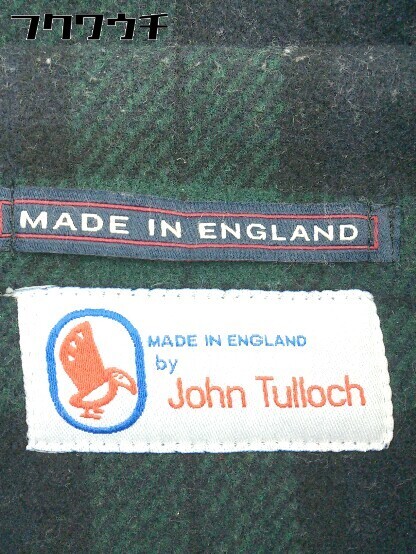 フクワウチ
MADE IN ENGLAND
MADE IN ENGLAND
by
John Tulloch